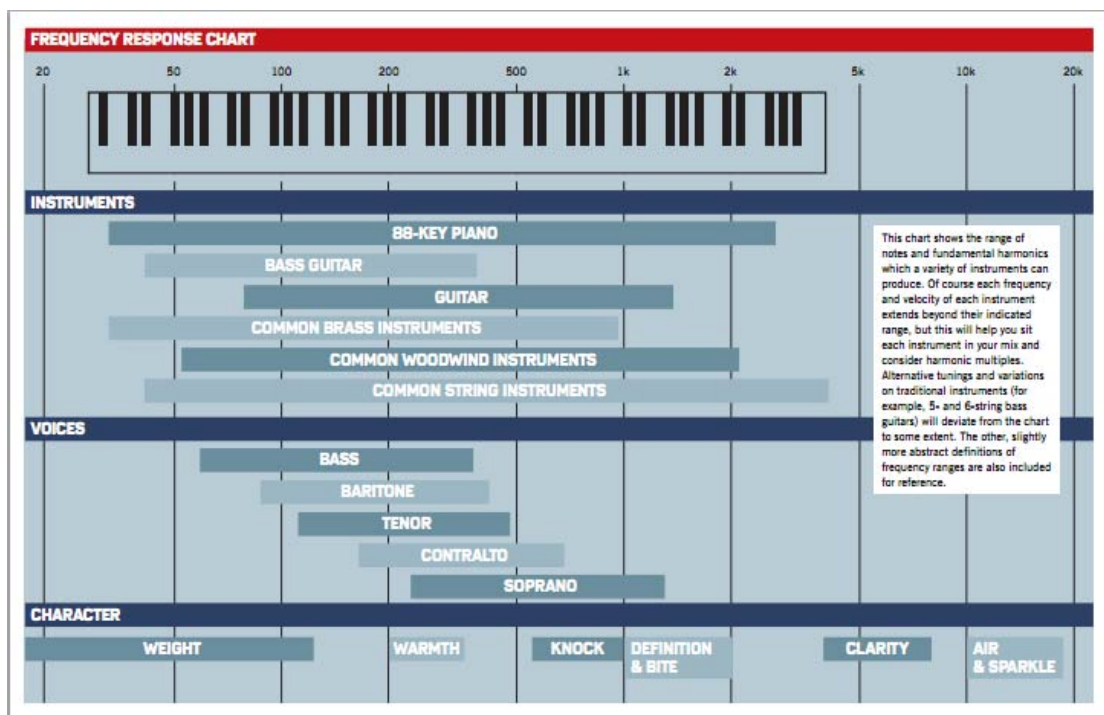 FREQUENCY RESPONSE CHART
20 50 100 200 500 1k 2k 5k 10k 20k
INSTRUMENTS
88-KEY PIANO
BASS GUITAR
GUITAR
COMMON BRASS INSTRUMENTS
COMMON WOODWIND INSTRUMENTS
COMMON STRING INSTRUMENTS
This chart shows the range of
notes and fundamental harmonics
which a variety of instruments can
produce. Of course each frequency
and velocity of each instrument
extends beyond their indicated
range, but this will help you sit
each instrument in your mix and
consider harmonic multiples.
Alternative tunings and variations
on traditional instruments (for
example, 5- and 6-string bass
guitars) will deviate from the chart
to some extent. The other, slightly
more abstract definitions of
frequency ranges are also included
for reference.
VOICES
BASS
BARITONE
TENOR
CONTRALTO
SOPRANO
CHARACTER
WEIGHT WARMTH KNOCK DEFINITION
& BITE
CLARITY AIR
& SPARKLE